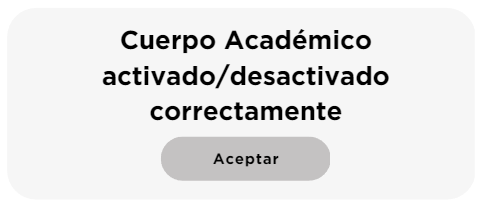 Cuerpo Académico
activado/desactivado
correctamente
Aceptar